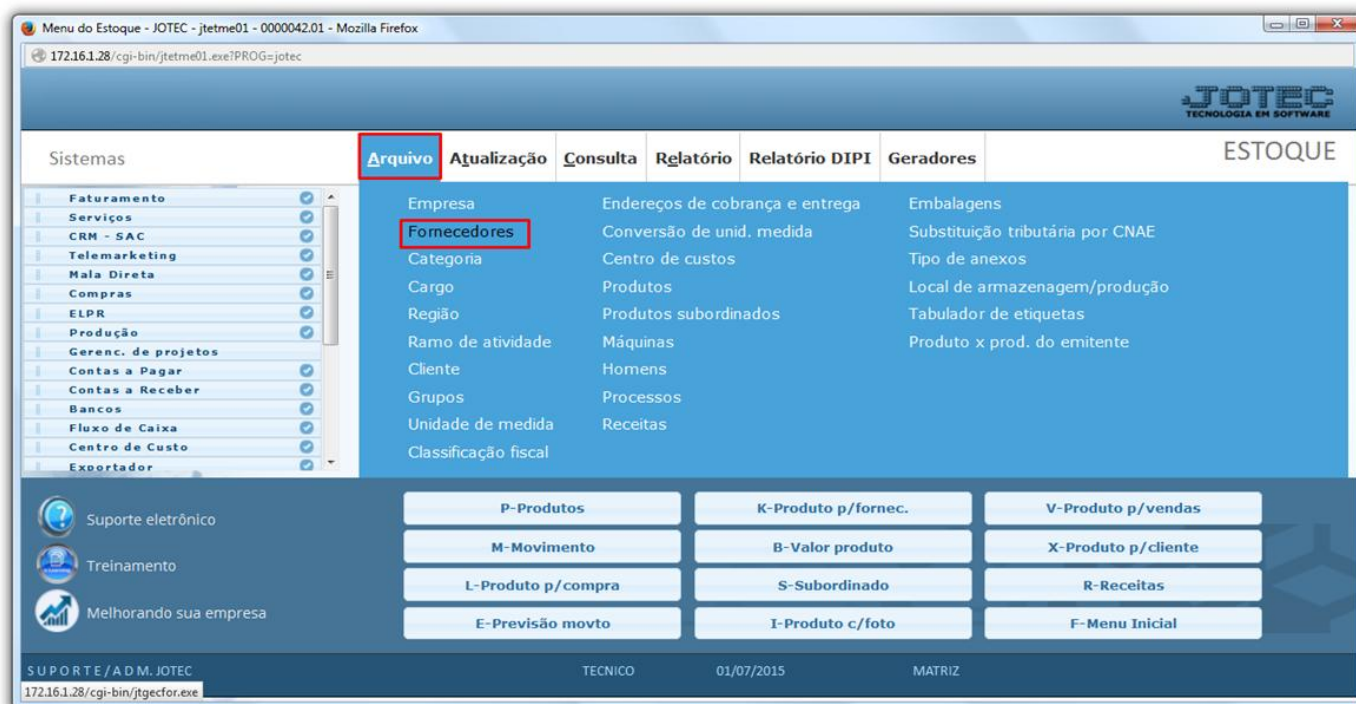 Menu do Estoque - JOTEC - jtetme01 - 0000042.01 - Mozilla Firefox
172.16.1.28/cgi-bin/jtetme01.exe?PROG=jotec
JOTEC
TECNOLOGIA EM SOFTWARE
Sistemas
Arquivo Atualização Consulta Relatório Relatório DIPI Geradores
ESTOQUE
Faturamento
Serviços
CRM - SAC
Telemarketing
Mala Direta
Compras
ELPR
Produção
Gerenc. de projetos
Contas a Pagar
Contas a Receber
Bancos
Fluxo de Caixa
Centro de Custo
Exportador
Empresa
Fornecedores
Categoria
Cargo
Região
Ramo de atividade
Cliente
Grupos
Unidade de medida
Classificação fiscal
Endereços de cobrança e entrega
Conversão de unid. medida
Centro de custos
Produtos
Produtos subordinados
Máquinas
Homens
Processos
Receitas
Embalagens
Substituição tributária por CNAE
Tipo de anexos
Local de armazenagem/produção
Tabulador de etiquetas
Produto x prod. do emitente
Suporte eletrônico
Treinamento
Melhorando sua empresa
P-Produtos K-Produto p/fornec. V-Produto p/vendas
M-Movimento B-Valor produto X-Produto p/cliente
L-Produto p/compra S-Subordinado R-Receitas
E-Previsão movto I-Produto c/foto F-Menu Inicial
SUPORTE/ADM. JOTEC TECNICO 01/07/2015 MATRIZ
172.16.1.28/cgi-bin/jtgecfor.exe